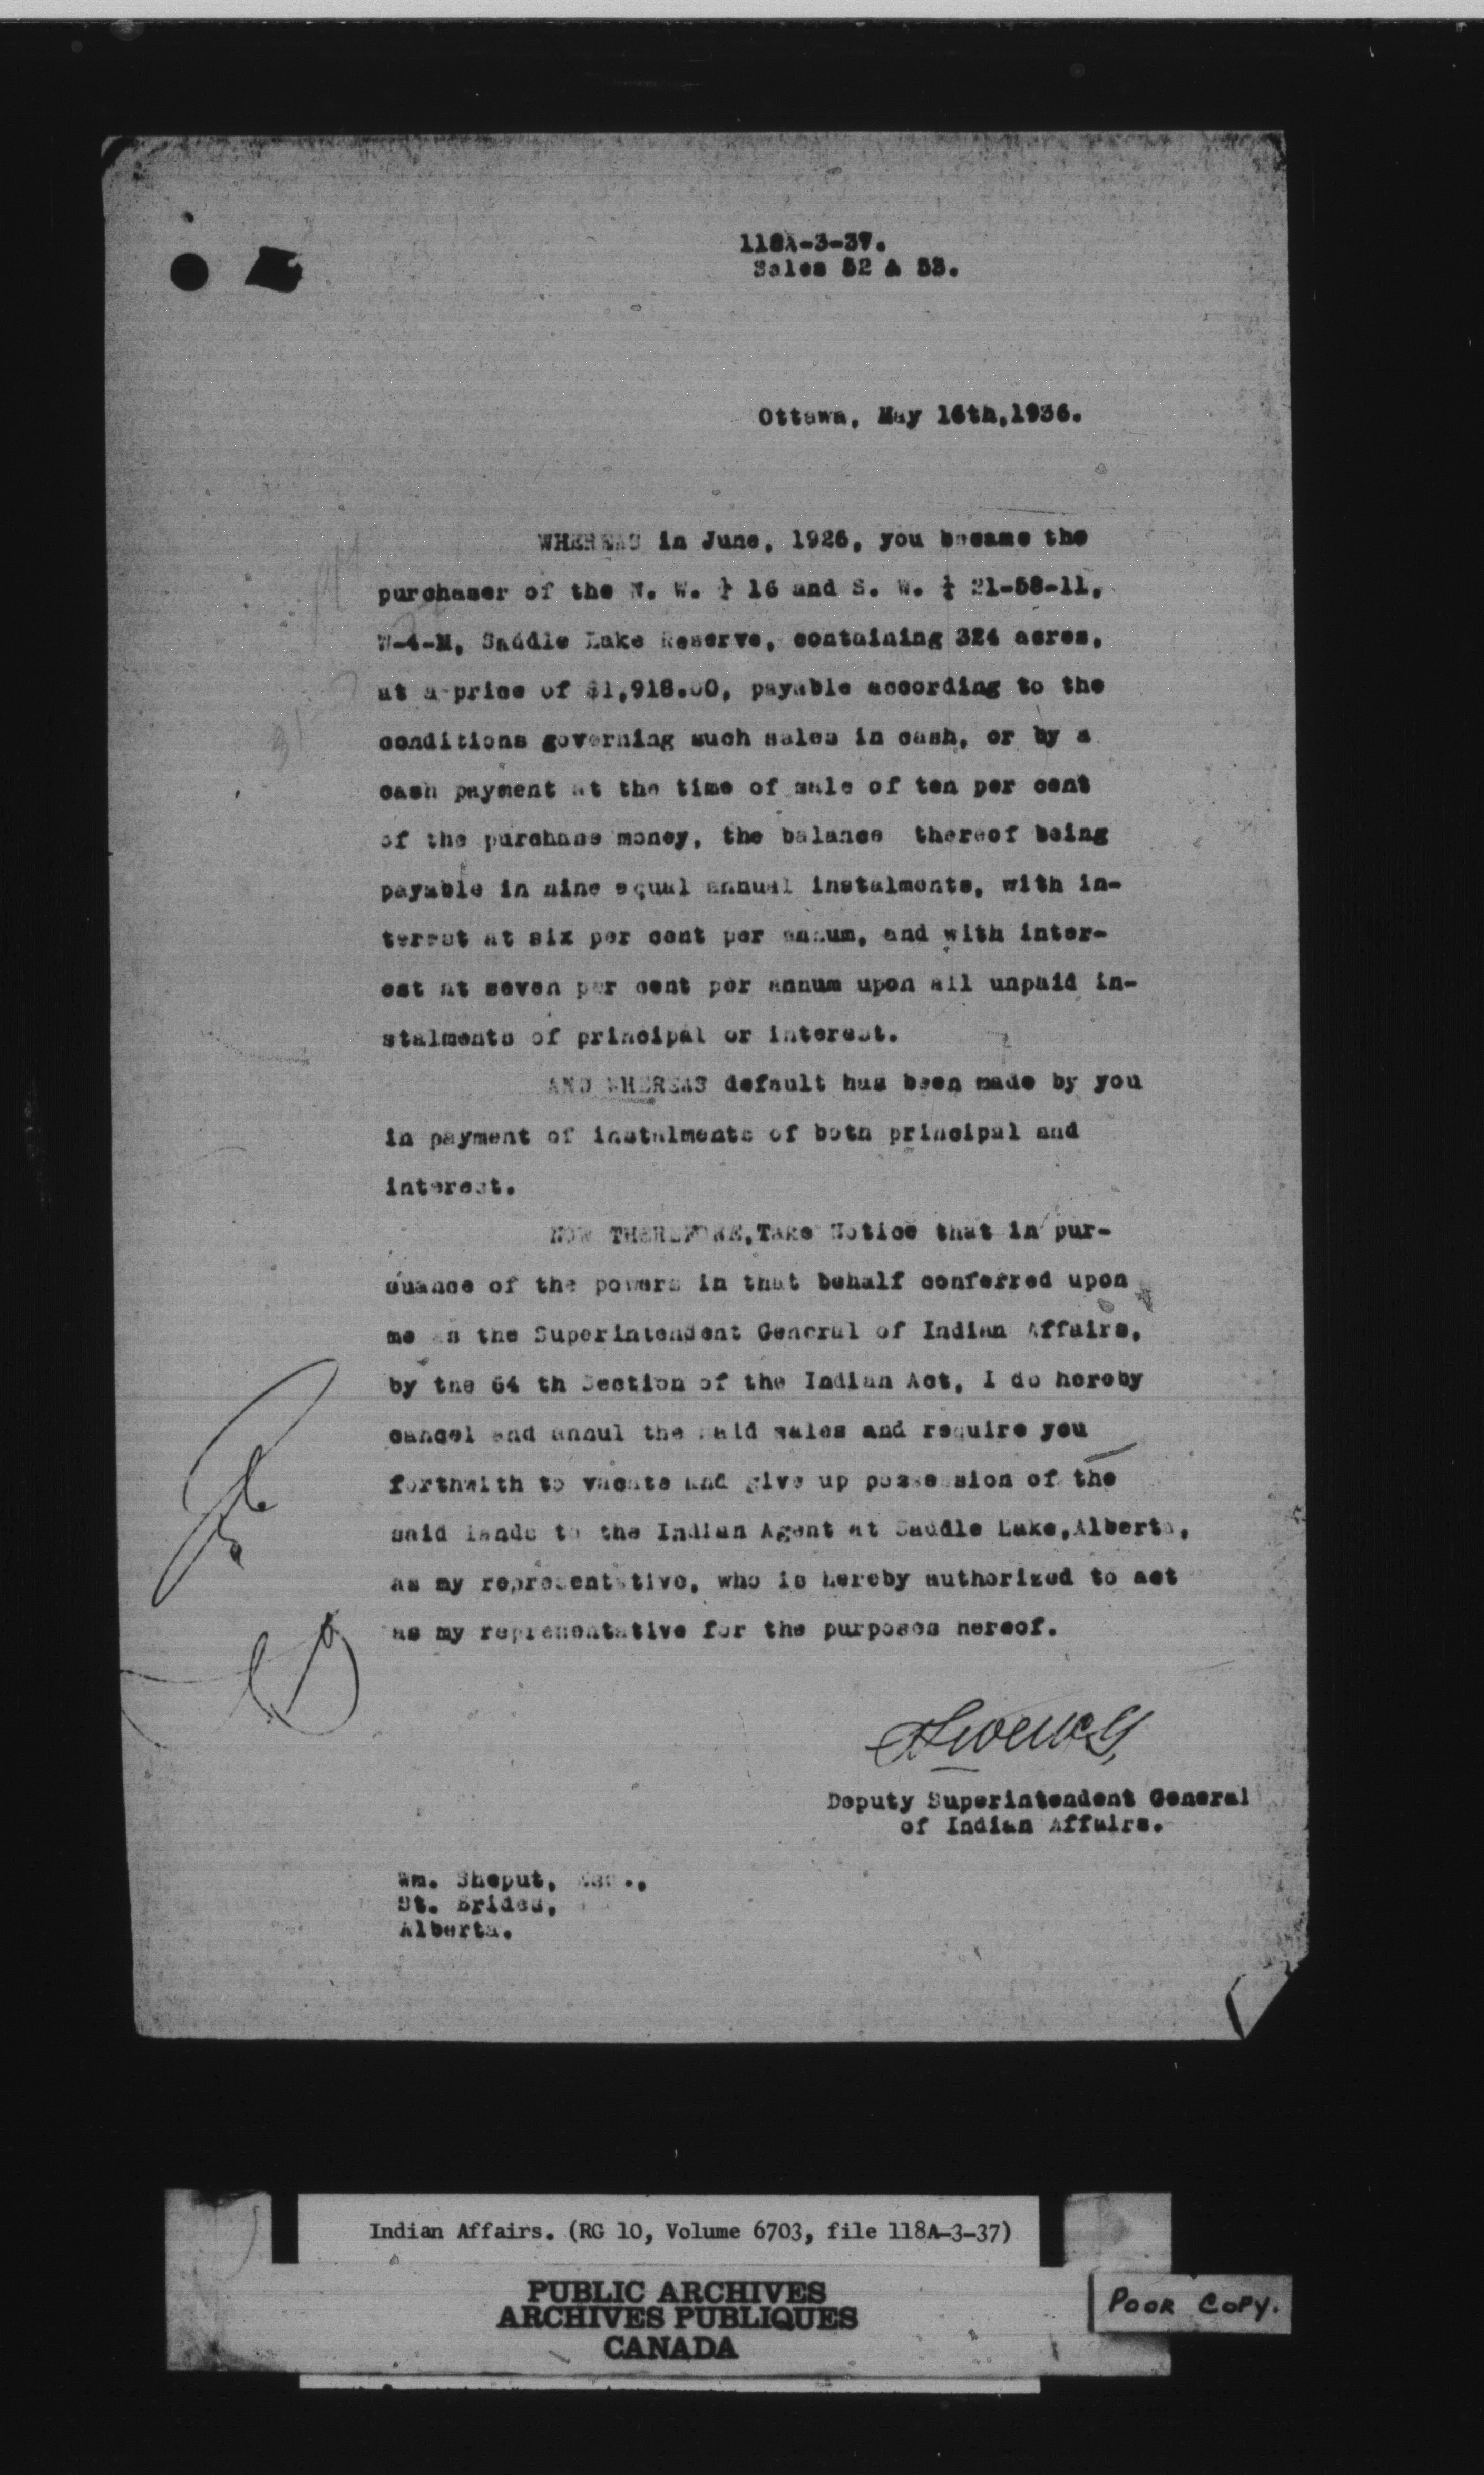 118A-3-37.
Sales 52 & 53.
Ottawa, May 16th,1936.
WHEREAS in June, 1926, you became the
purchaser of the N. W. ¼ 16 and S. W. ¼ 21-58-11,
W-4-M, Saddle Lake Reserve, containing 324 acres,
at a price of $1,918.00, payable according to the
conditions governing such sales in cash, or by a
cash payment at the time of sale of ten per cent
of the purchase money, the balance thereof being
payable in nine equal annual instalments, with in-
terest at six per cent per annum, and with inter-
est at seven per cent per annum upon all unpaid in-
stalments of principal or interest.
AND WHEREAS default has been made by you
in payment of instalments of both principal and
interest.
NOW THEREFORE,Take Notice that in pur-
suance of the powers in that behalf conferred upon
me as the Superintendent General of Indian Affairs,
by the 64 th Section of the Indian Act, I do hereby
cancel and annul the said sales and require you
forthwith to vacate and give up possession of the
said lands to the Indian Agent at Saddle Lake,Alberta,
as my representative, who is hereby authorized to act
as my representative for the purposes hereof.
Deputy Superintendent General
of Indian Affairs.
Wm. Sheput, Esq.,
St. Brides,
Alberta.
Indian Affairs. (RG 10, Volume 6703, file 118A-3-37)
PUBLIC ARCHIVES
ARCHIVES PUBLIQUES
CANADA
POOR COPY.